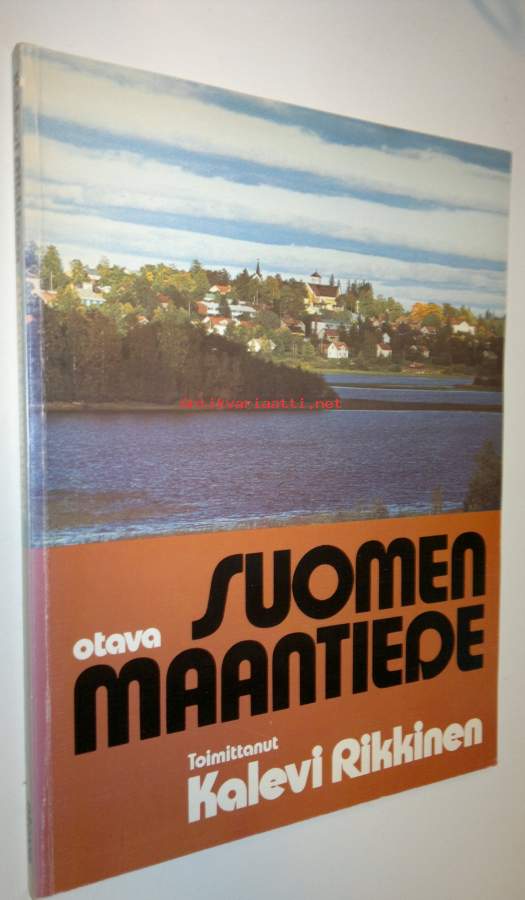 antikvariaatti.net
SUOMEN
otava
MAANTIEDE
Toimittanut
Kalevi Rikkinen